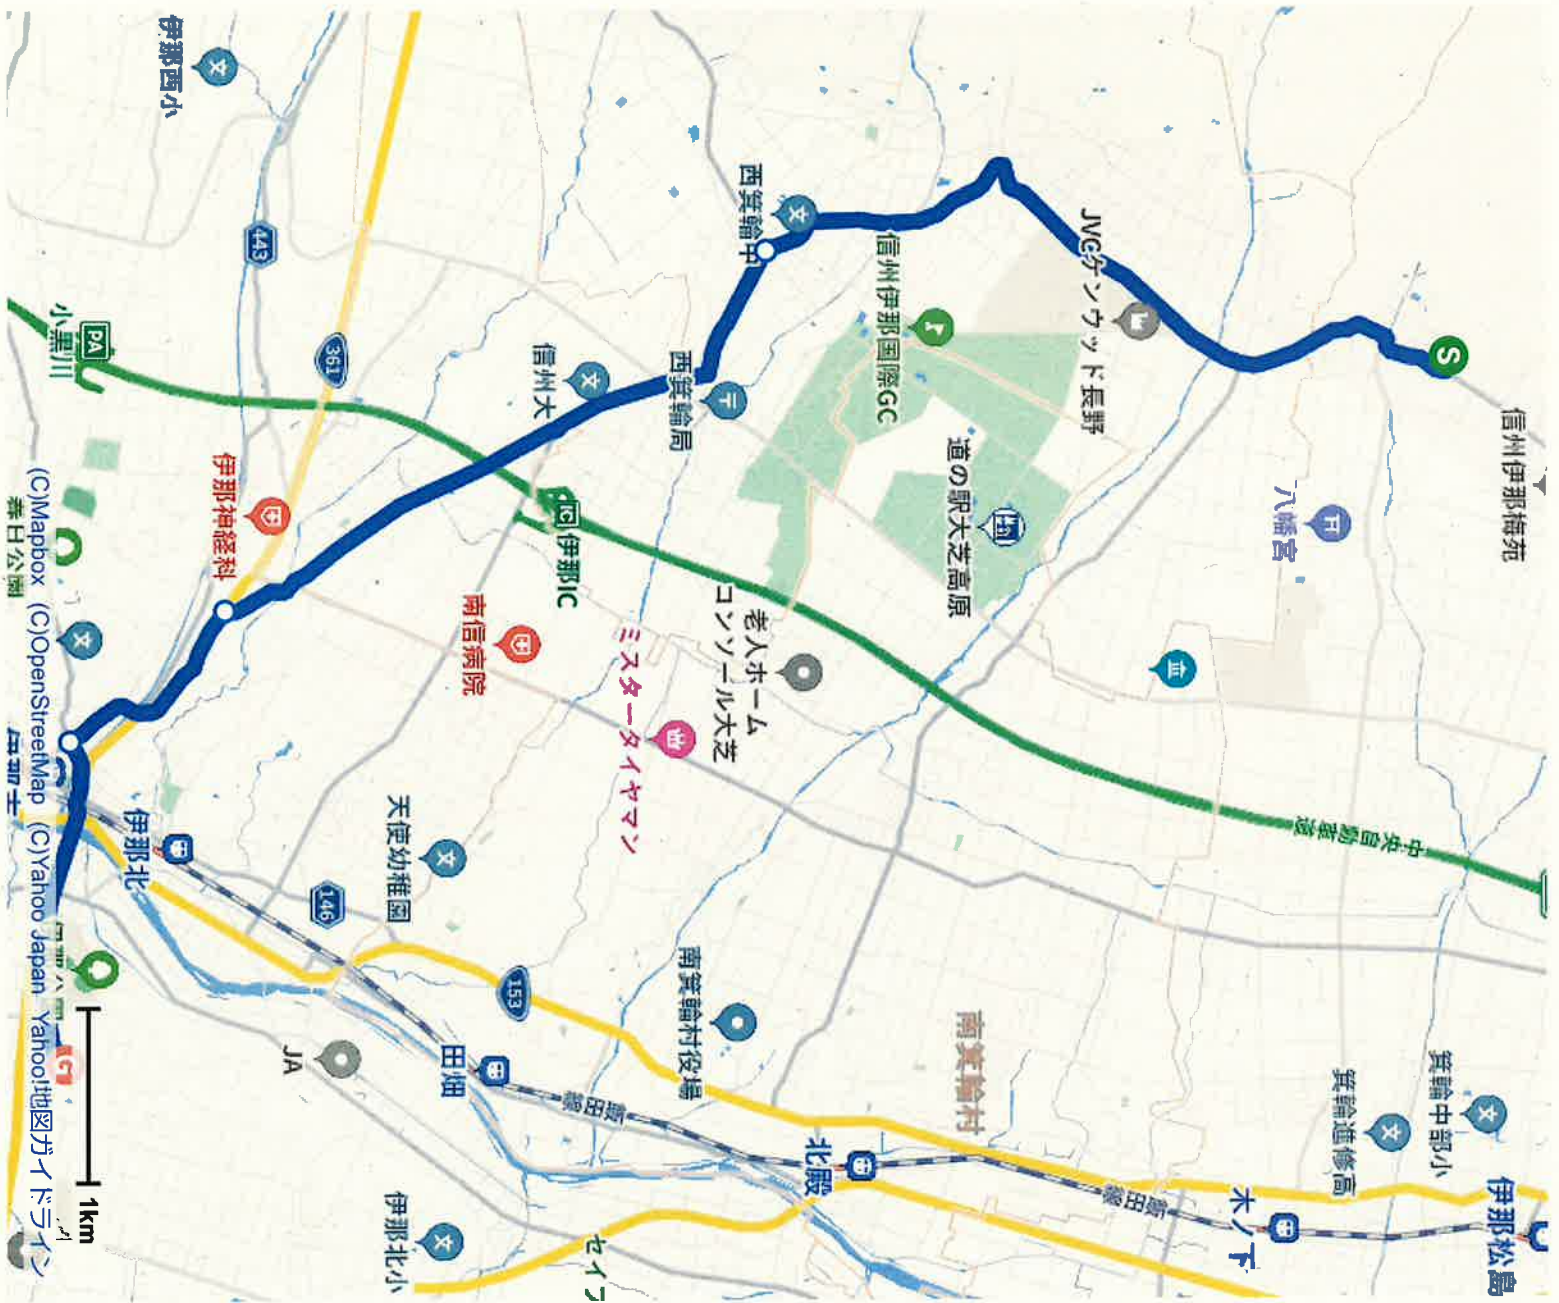 伊那松島
箕輪中部小
箕輪進修高
木ノ下
飯田線
南箕輪村
北殿
飯田線
南箕輪村役場
153
田畑
JA
伊那北小
天使幼稚園
146
伊那北
中央自動車道
信州伊那梅苑
S
八幡宮
JVCケンウッド長野
道の駅大芝高原
信州伊那国際GC
老人ホーム
コンソール大芝
ミスタータイヤマン
南信病院
IC
伊那IC
西箕輪中
西箕輪局
信州大
361
443
伊那西小
PA
小黒川
伊那神経科
春日公園
G
1km
(C)Mapbox (C)OpenStreetMap (C)Yahoo Japan Yahoo!地図ガイドライン